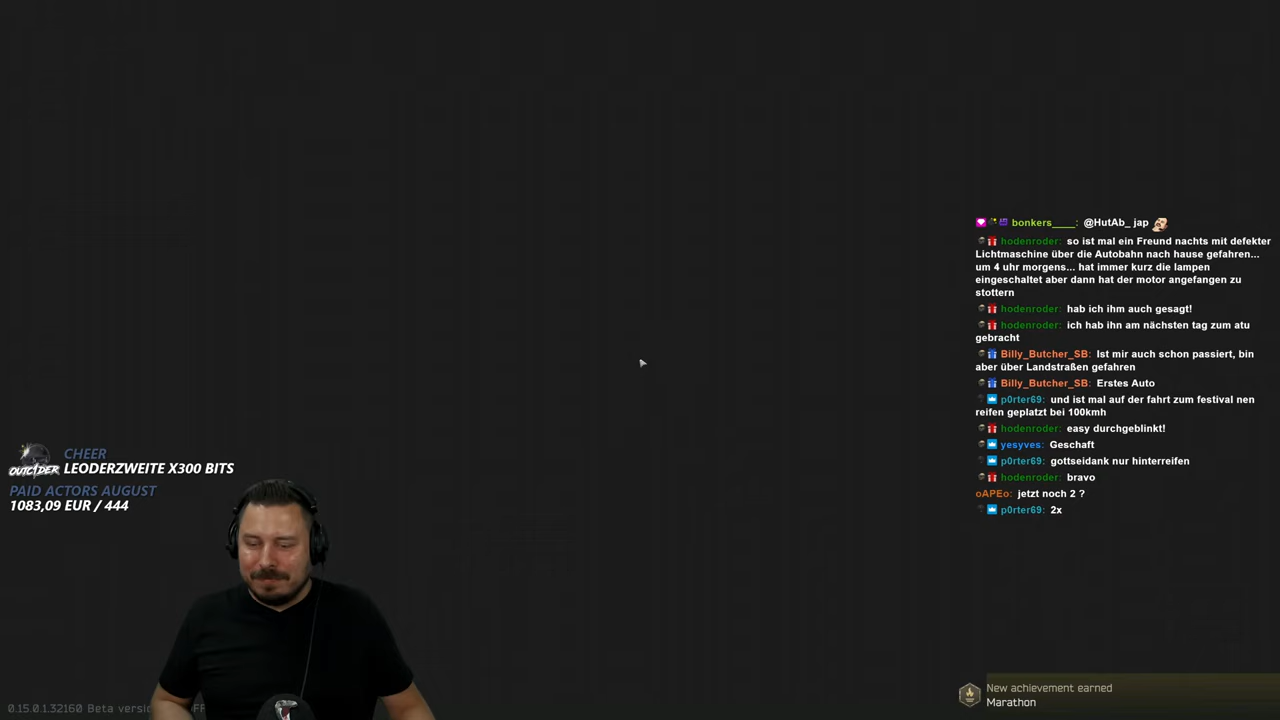 bonkers____: @HutAb_ jap
hodenroder: so ist mal ein Freund nachts mit defekter
Lichtmaschine über die Autobahn nach hause gefahren...
um 4 uhr morgens... hat immer kurz die lampen
eingeschaltet aber dann hat der motor angefangen zu
stottern
hodenroder: hab ich ihm auch gesagt!
hodenroder: ich hab ihn am nächsten tag zum atu
gebracht
Billy_Butcher_SB: Ist mir auch schon passiert, bin
aber über Landstraßen gefahren
Billy_Butcher_SB: Erstes Auto
p0rter69: und ist mal auf der fahrt zum festival nen
reifen geplatzt bei 100kmh
hodenroder: easy durchgeblinkt!
yesyves: Geschaft
p0rter69: gottseidank nur hinterreifen
hodenroder: bravo
oAPEo: jetzt noch 2 ?
p0rter69: 2x
CHEER
OUTC1DER
LEODERZWEITE X300 BITS
PAID ACTORS AUGUST
1083,09 EUR / 444
New achievement earned
Marathon
0.15.0.1.32160 Beta